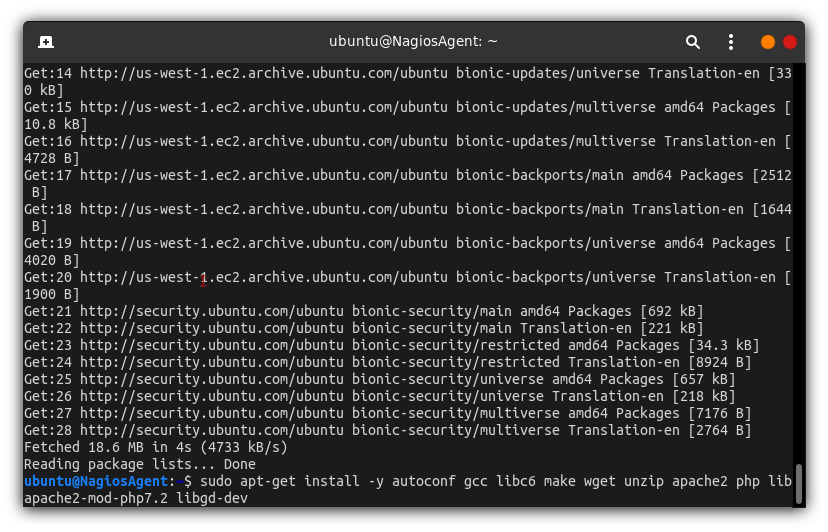 ubuntu@NagiosAgent: ~
Get:14 http://us-west-1.ec2.archive.ubuntu.com/ubuntu bionic-updates/universe Translation-en [33
0 kB]
Get:15 http://us-west-1.ec2.archive.ubuntu.com/ubuntu bionic-updates/multiverse amd64 Packages [
10.8 kB]
Get:16 http://us-west-1.ec2.archive.ubuntu.com/ubuntu bionic-updates/multiverse Translation-en [
4728 B]
Get:17 http://us-west-1.ec2.archive.ubuntu.com/ubuntu bionic-backports/main amd64 Packages [2512
 B]
Get:18 http://us-west-1.ec2.archive.ubuntu.com/ubuntu bionic-backports/main Translation-en [1644
 B]
Get:19 http://us-west-1.ec2.archive.ubuntu.com/ubuntu bionic-backports/universe amd64 Packages [
4020 B]
Get:20 http://us-west-1.ec2.archive.ubuntu.com/ubuntu bionic-backports/universe Translation-en [
1900 B]
Get:21 http://security.ubuntu.com/ubuntu bionic-security/main amd64 Packages [692 kB]
Get:22 http://security.ubuntu.com/ubuntu bionic-security/main Translation-en [221 kB]
Get:23 http://security.ubuntu.com/ubuntu bionic-security/restricted amd64 Packages [34.3 kB]
Get:24 http://security.ubuntu.com/ubuntu bionic-security/restricted Translation-en [8924 B]
Get:25 http://security.ubuntu.com/ubuntu bionic-security/universe amd64 Packages [657 kB]
Get:26 http://security.ubuntu.com/ubuntu bionic-security/universe Translation-en [218 kB]
Get:27 http://security.ubuntu.com/ubuntu bionic-security/multiverse amd64 Packages [7176 B]
Get:28 http://security.ubuntu.com/ubuntu bionic-security/multiverse Translation-en [2764 B]
Fetched 18.6 MB in 4s (4733 kB/s)
Reading package lists... Done
ubuntu@NagiosAgent:~$ sudo apt-get install -y autoconf gcc libc6 make wget unzip apache2 php lib
apache2-mod-php7.2 libgd-dev